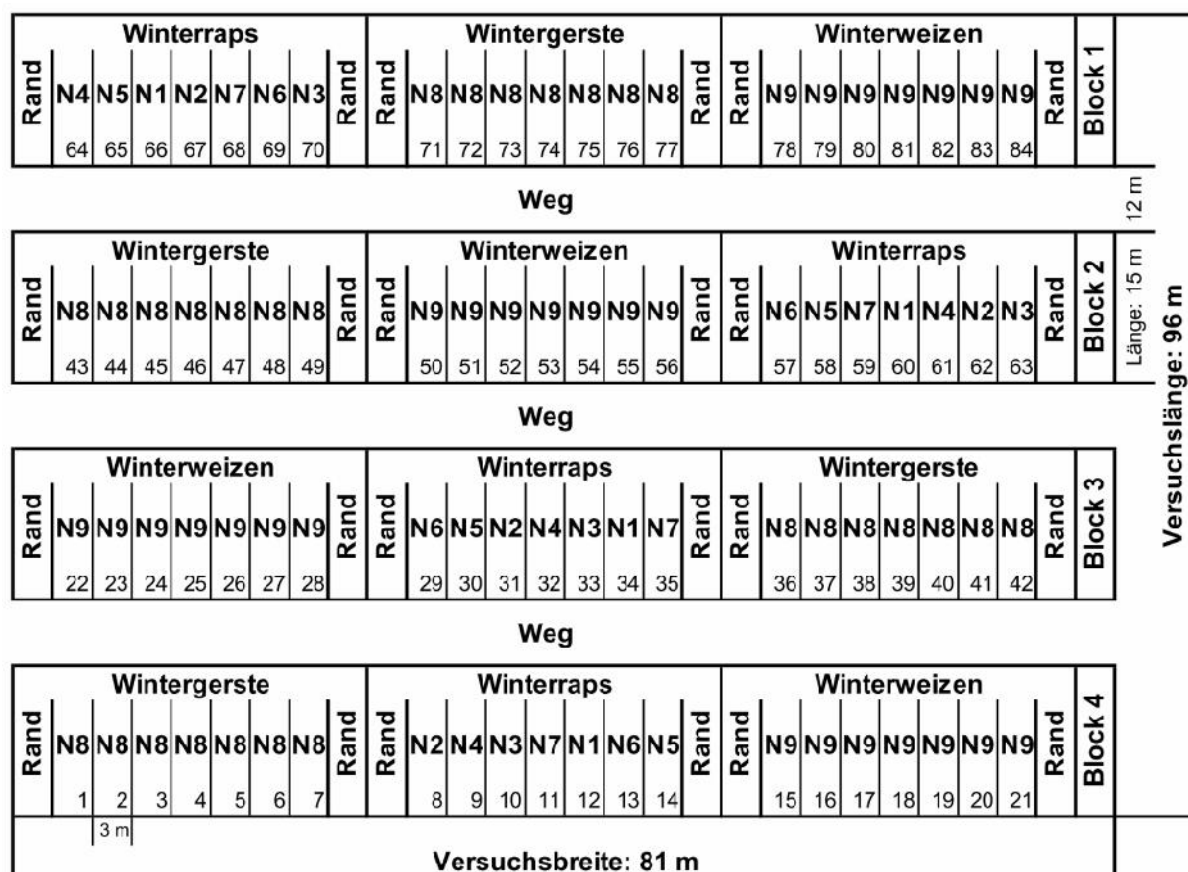 Winterraps Wintergerste Winterweizen
Rand N4 N5 N1 N2 N7 N6 N3 Rand Rand N8 N8 N8 N8 N8 N8 N8 Rand Rand N9 N9 N9 N9 N9 N9 N9 Rand Block 1
64 65 66 67 68 69 70 71 72 73 74 75 76 77 78 79 80 81 82 83 84
Weg
12 m
Wintergerste Winterweizen Winterraps
Rand N8 N8 N8 N8 N8 N8 N8 Rand Rand N9 N9 N9 N9 N9 N9 N9 Rand Rand N6 N5 N7 N1 N4 N2 N3 Rand Block 2
43 44 45 46 47 48 49 50 51 52 53 54 55 56 57 58 59 60 61 62 63
Länge: 15 m
Versuchslänge: 96 m
Weg
Winterweizen Winterraps Wintergerste
Rand N9 N9 N9 N9 N9 N9 N9 Rand Rand N6 N5 N2 N4 N3 N1 N7 Rand Rand N8 N8 N8 N8 N8 N8 N8 Rand Block 3
22 23 24 25 26 27 28 29 30 31 32 33 34 35 36 37 38 39 40 41 42
Weg
Wintergerste Winterraps Winterweizen
Rand N8 N8 N8 N8 N8 N8 N8 Rand Rand N2 N4 N3 N7 N1 N6 N5 Rand Rand N9 N9 N9 N9 N9 N9 N9 Rand Block 4
1 2 3 4 5 6 7 8 9 10 11 12 13 14 15 16 17 18 19 20 21
3 m
Versuchsbreite: 81 m